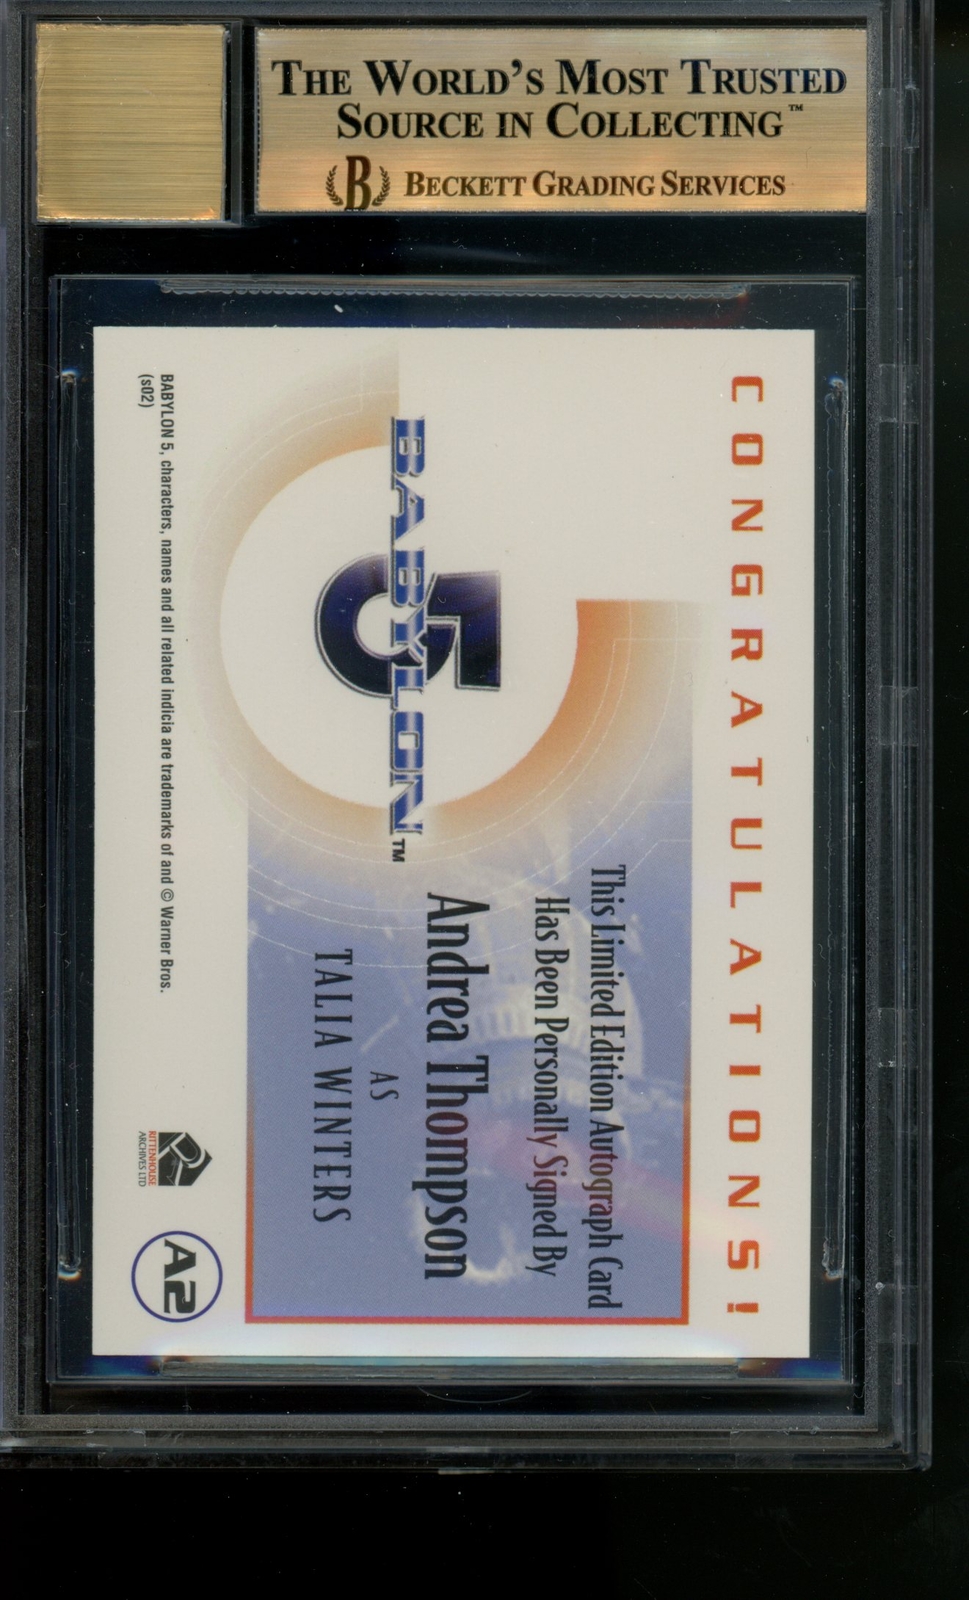 THE WORLD'S MOST TRUSTED
SOURCE IN COLLECTING™
B BECKETT GRADING SERVICES
CONGRATULATIONS!
This Limited Edition Autograph Card
Has Been Personally Signed By
Andrea Thompson
AS
TALIA WINTERS
BABYLON™
5
BABYLON 5, characters, names and all related indicia are trademarks of and © Warner Bros.
(s02)
RITTENHOUSE
ARCHIVES LTD
A2